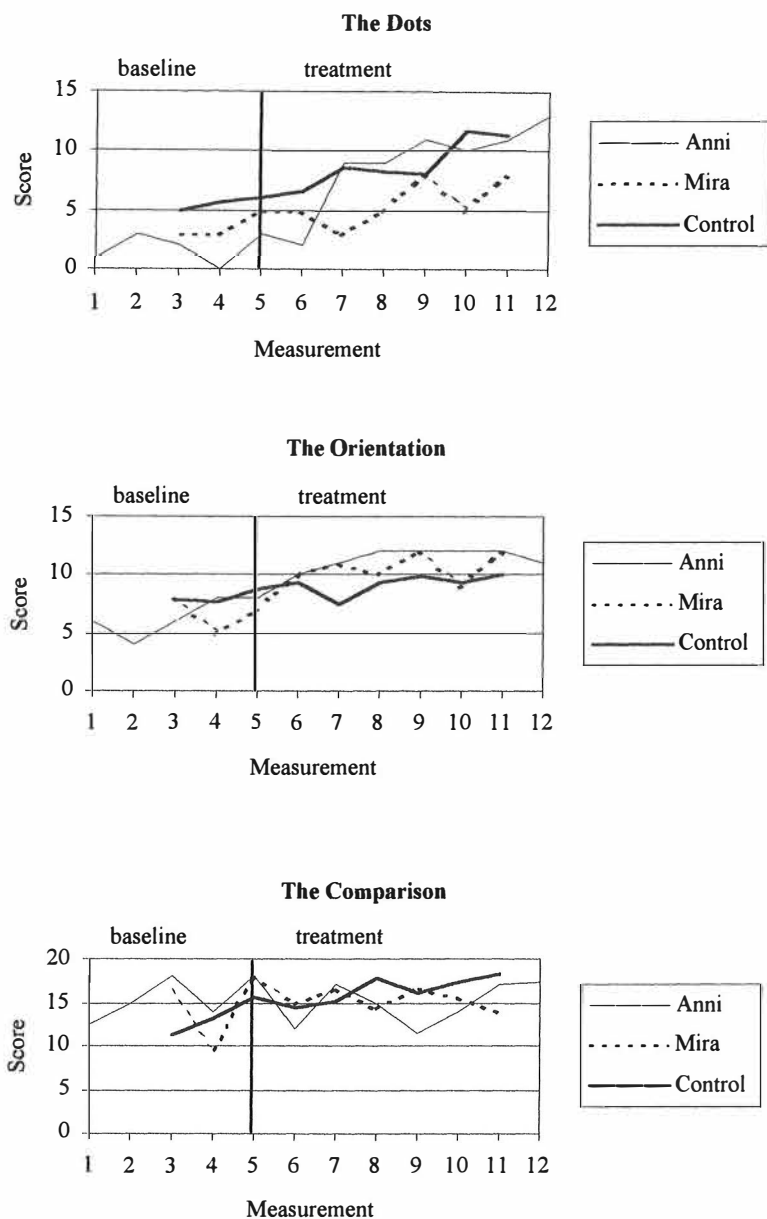 The Dots
baseline treatment
15
10
5
0
Score
1 2 3 4 5 6 7 8 9 10 11 12
Measurement
Anni
Mira
Control
The Orientation
baseline treatment
15
10
5
0
Score
1 2 3 4 5 6 7 8 9 10 11 12
Measurement
Anni
Mira
Control
The Comparison
baseline treatment
20
15
10
5
0
Score
1 2 3 4 5 6 7 8 9 10 11 12
Measurement
Anni
Mira
Control